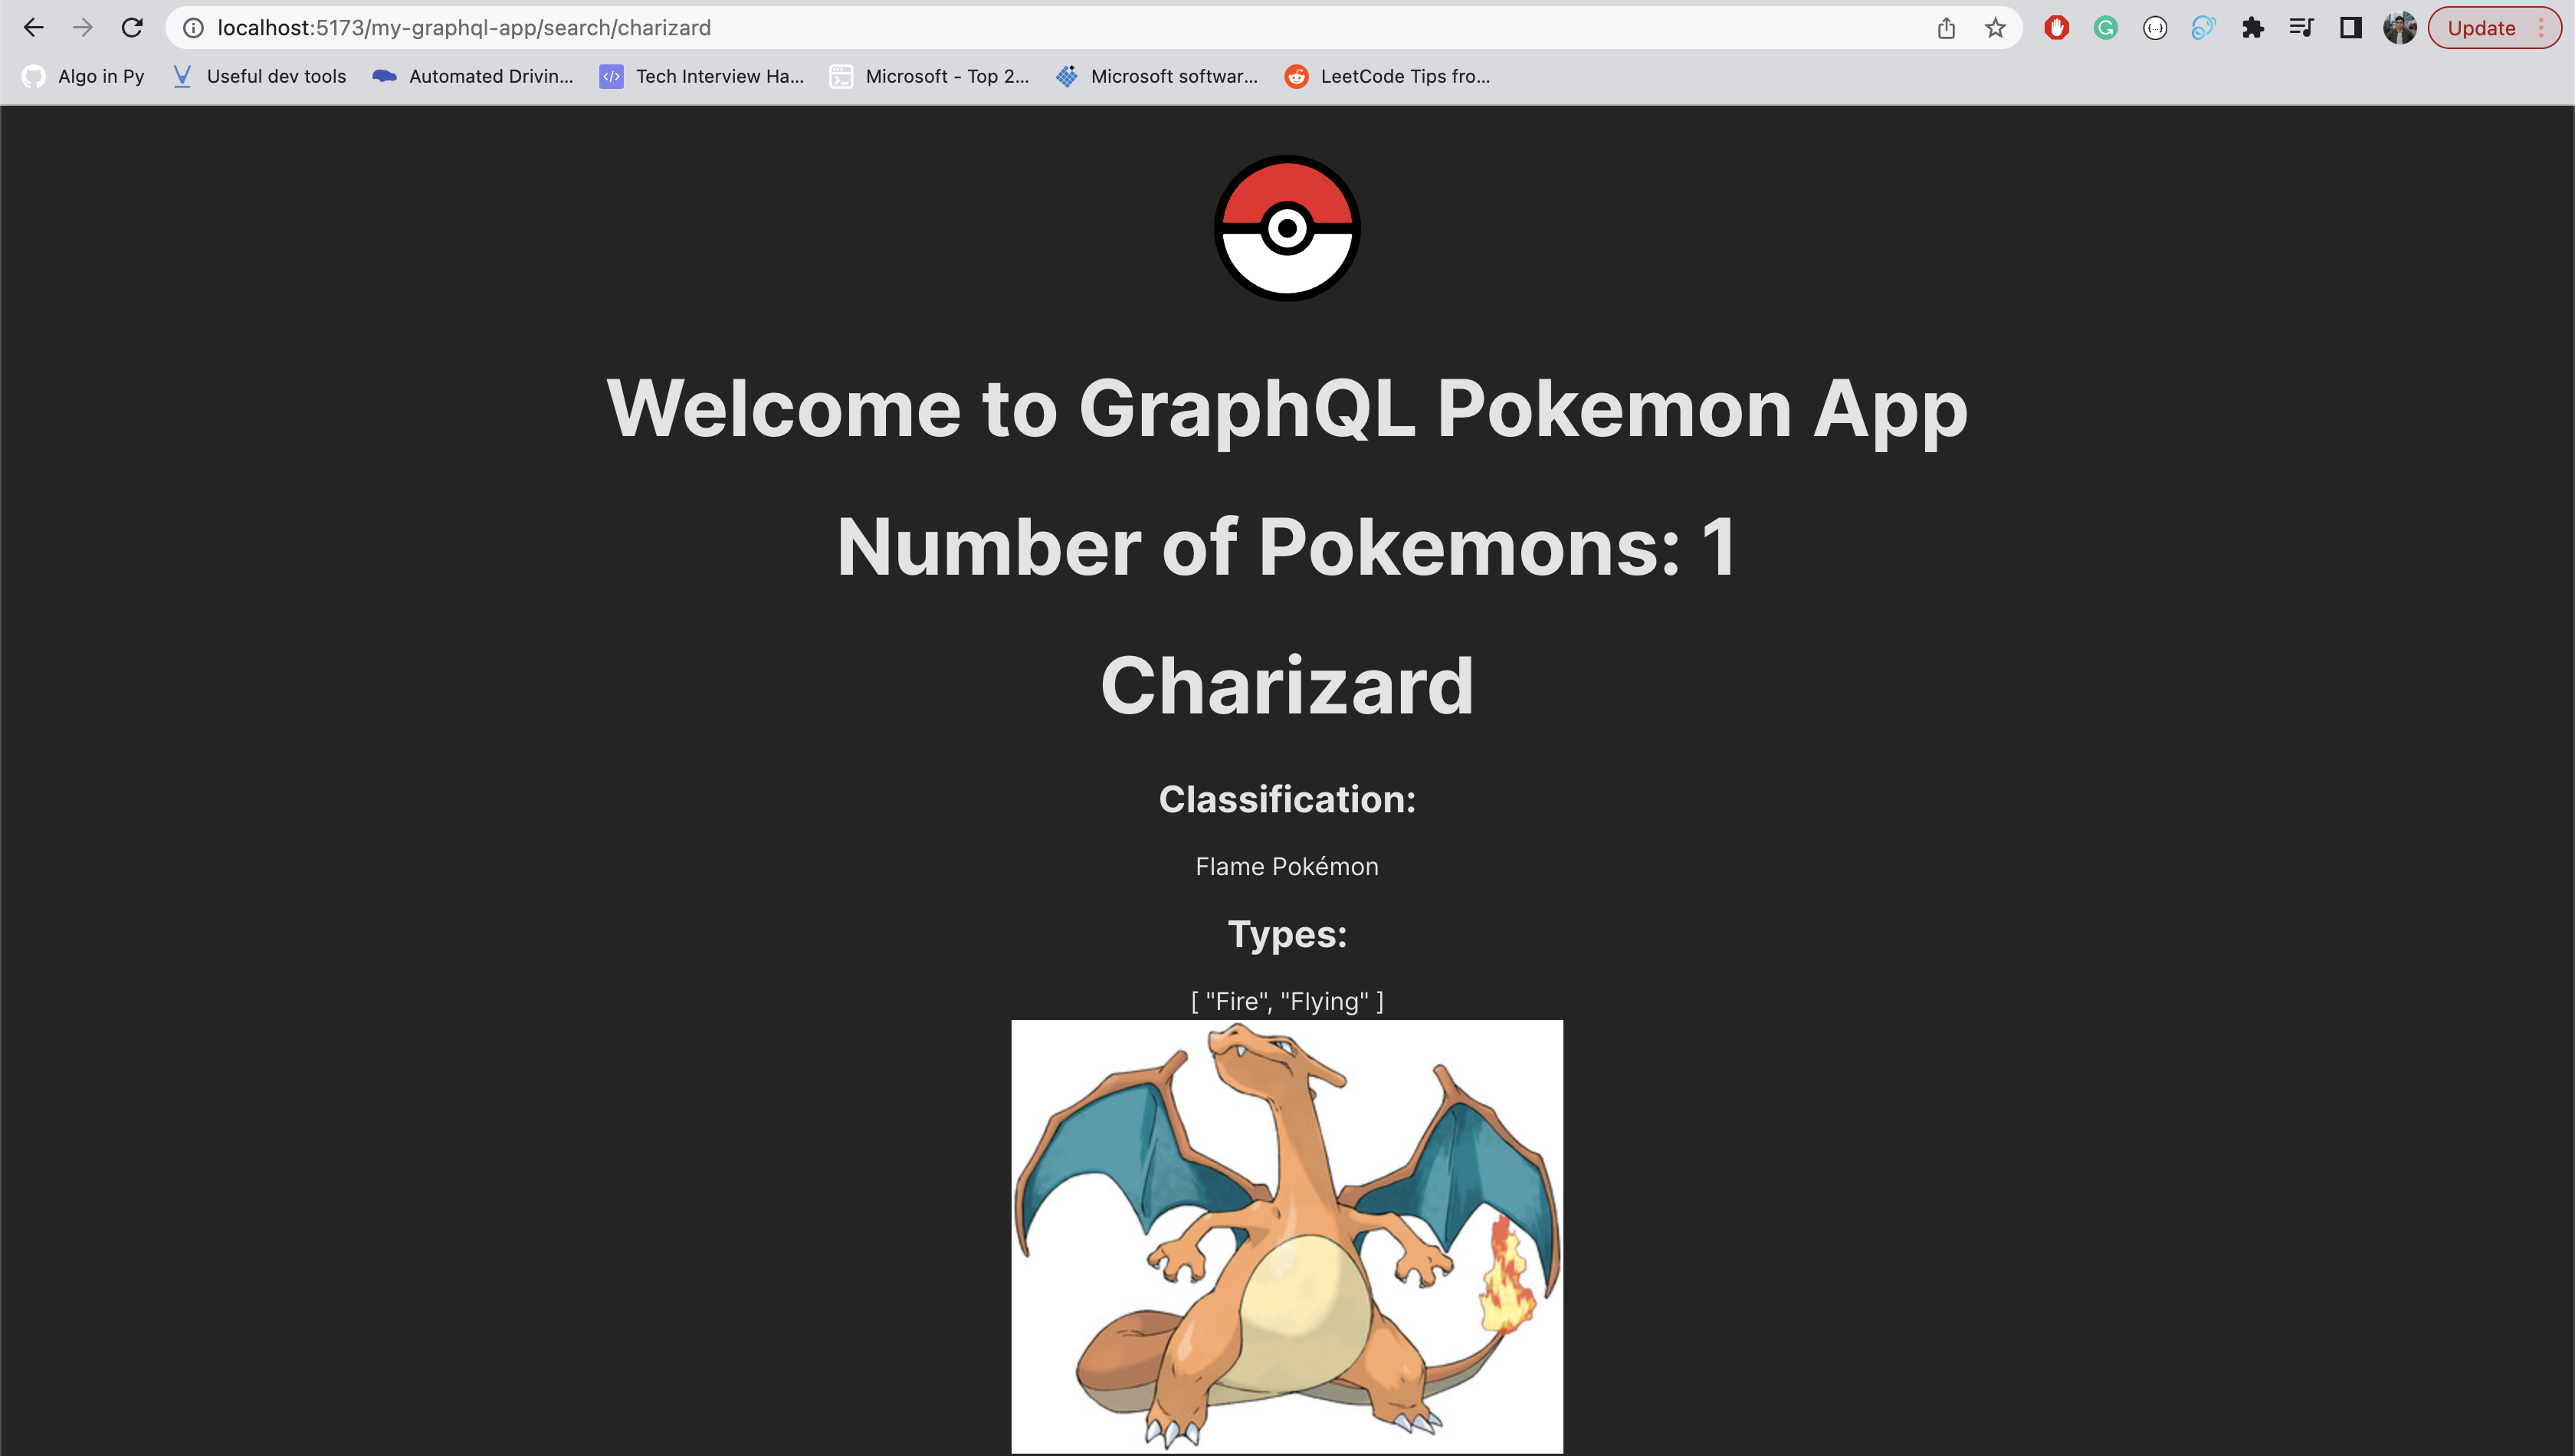 localhost:5173/my-graphql-app/search/charizard
Update
Algo in Py
Useful dev tools
Automated Drivin...
Tech Interview Ha...
Microsoft - Top 2...
Microsoft softwar...
LeetCode Tips fro...
Welcome to GraphQL Pokemon App
Number of Pokemons: 1
Charizard
Classification:
Flame Pokémon
Types:
[ "Fire", "Flying" ]